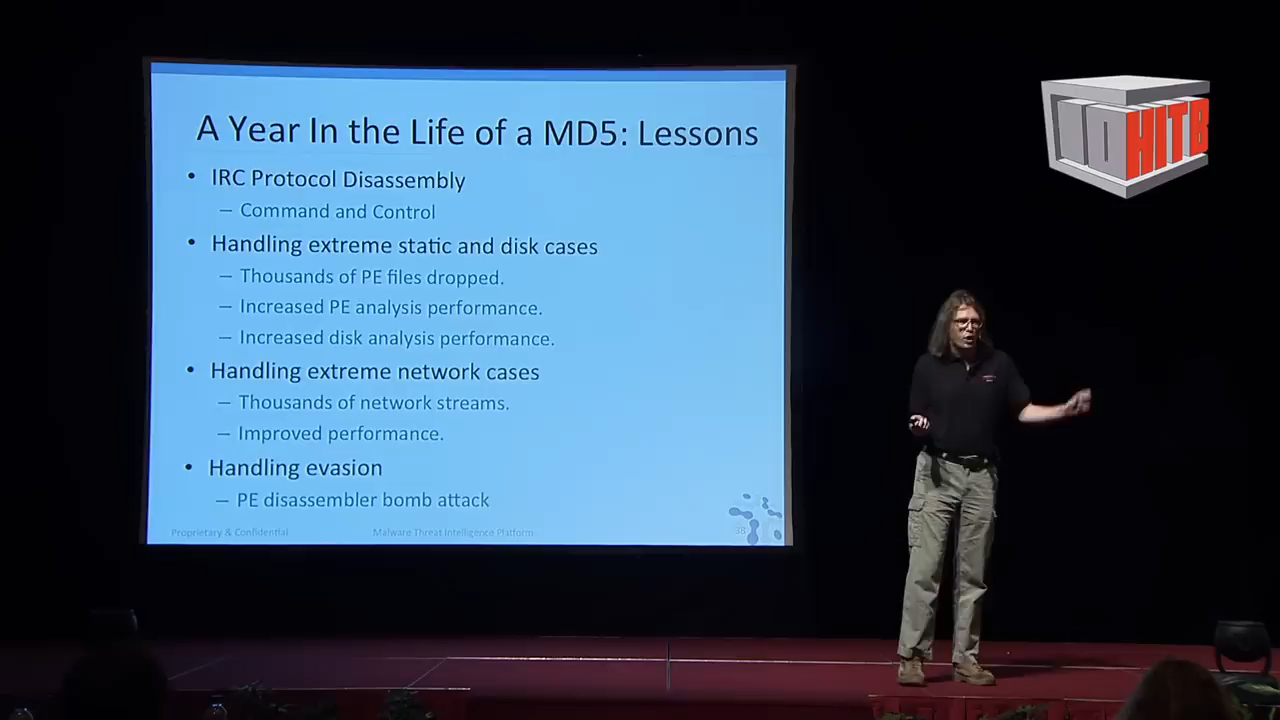 A Year In the Life of a MD5: Lessons
• IRC Protocol Disassembly
– Command and Control
• Handling extreme static and disk cases
– Thousands of PE files dropped.
– Increased PE analysis performance.
– Increased disk analysis performance.
• Handling extreme network cases
– Thousands of network streams.
– Improved performance.
• Handling evasion
– PE disassembler bomb attack
Proprietary & Confidential
Malware Threat Intelligence Platform
38
HITB